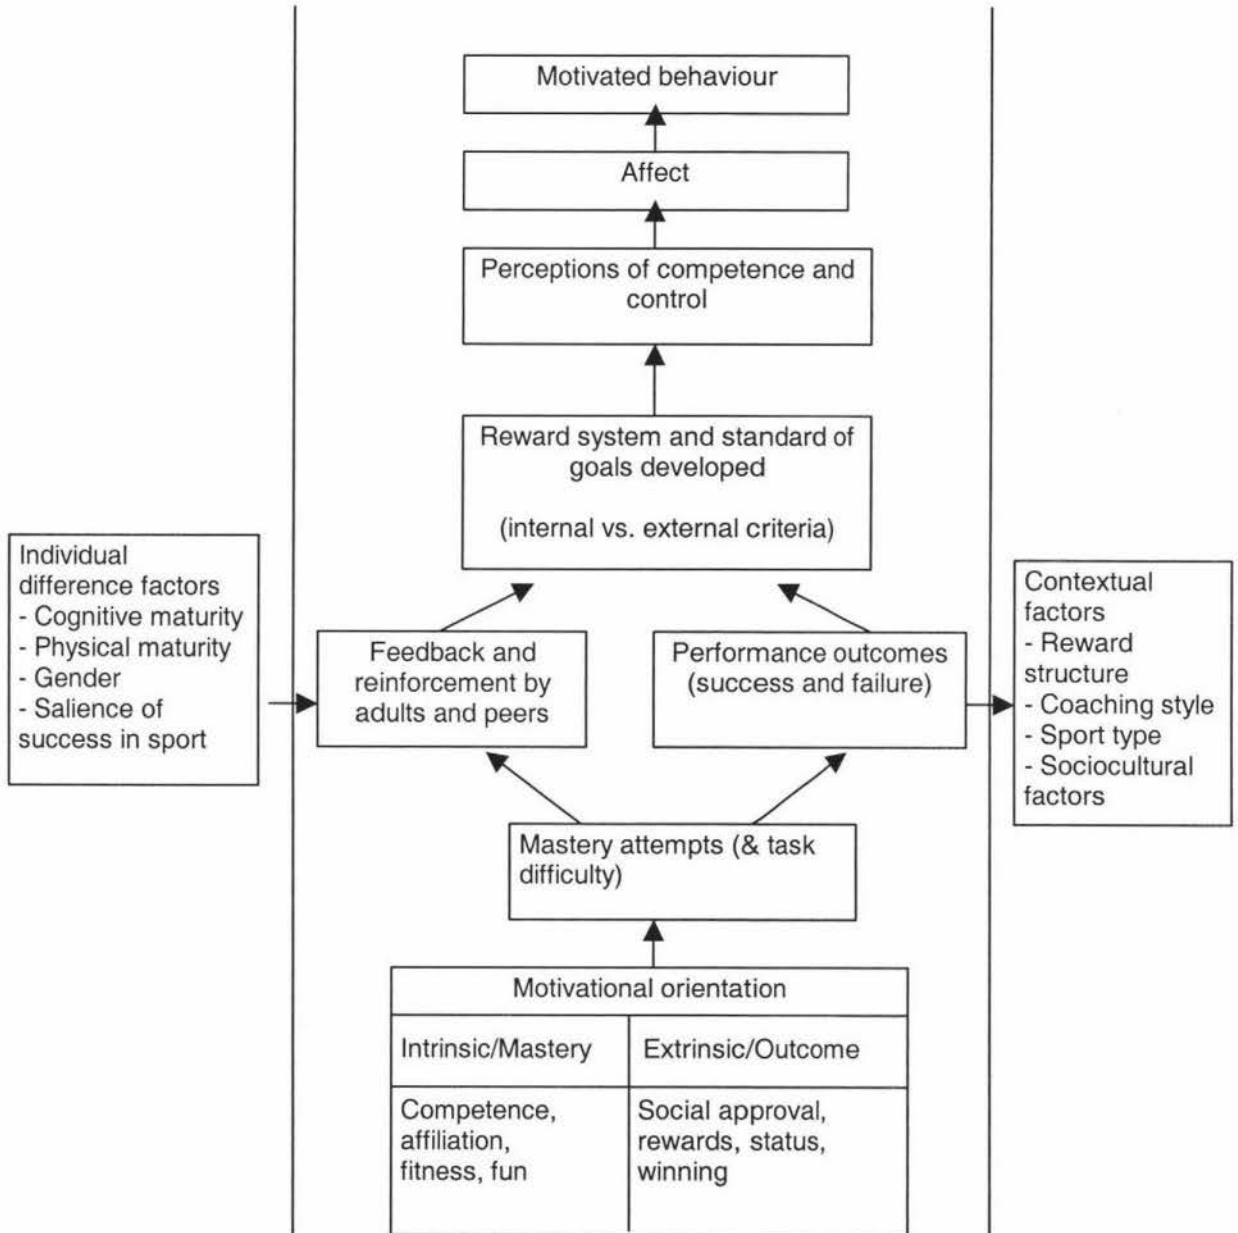 Motivated behaviour
Affect
Perceptions of competence and
control
Reward system and standard of
goals developed
(internal vs. external criteria)
Individual
difference factors
- Cognitive maturity
- Physical maturity
- Gender
- Salience of
success in sport
Feedback and
reinforcement by
adults and peers
Performance outcomes
(success and failure)
Contextual
factors
- Reward
structure
- Coaching style
- Sport type
- Sociocultural
factors
Mastery attempts (& task
difficulty)
Motivational orientation
Intrinsic/Mastery
Extrinsic/Outcome
Competence,
affiliation,
fitness, fun
Social approval,
rewards, status,
winning